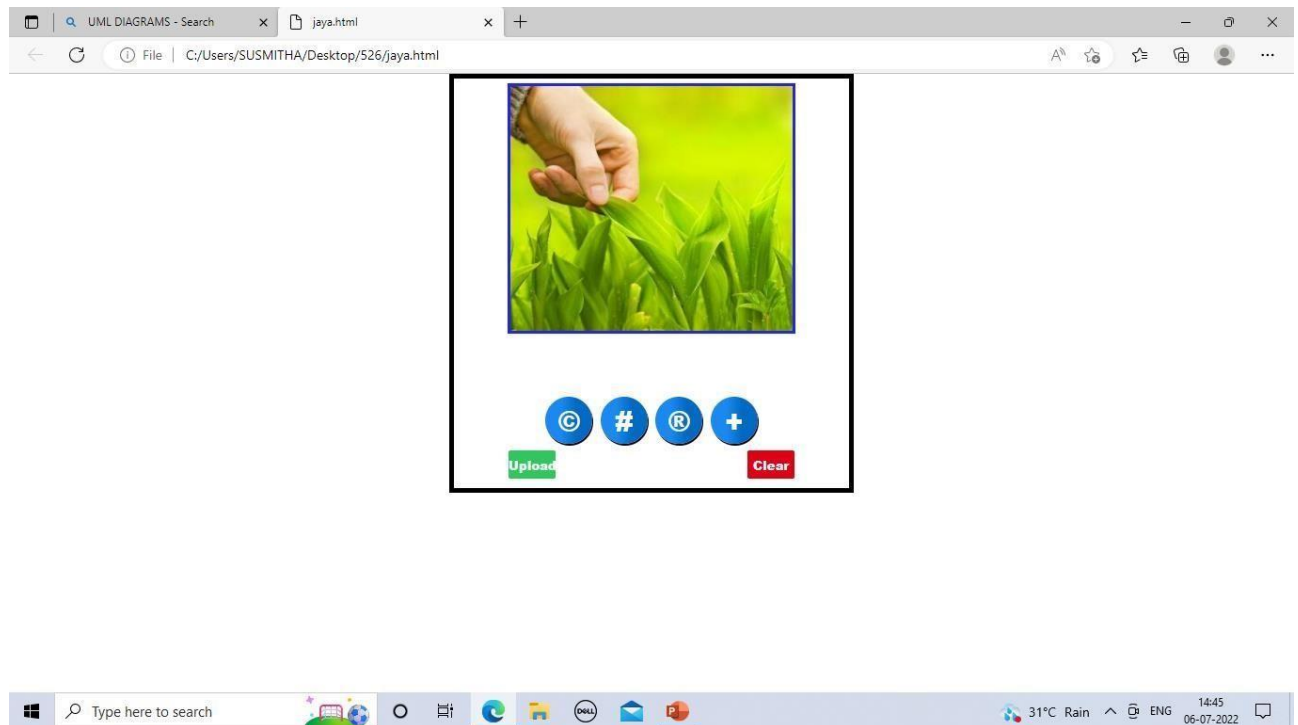 UML DIAGRAMS - Search
jaya.html
File | C:/Users/SUSMITHA/Desktop/526/jaya.html
© # ® +
Upload Clear
Type here to search
DELL
31°C Rain ENG 14:45
06-07-2022